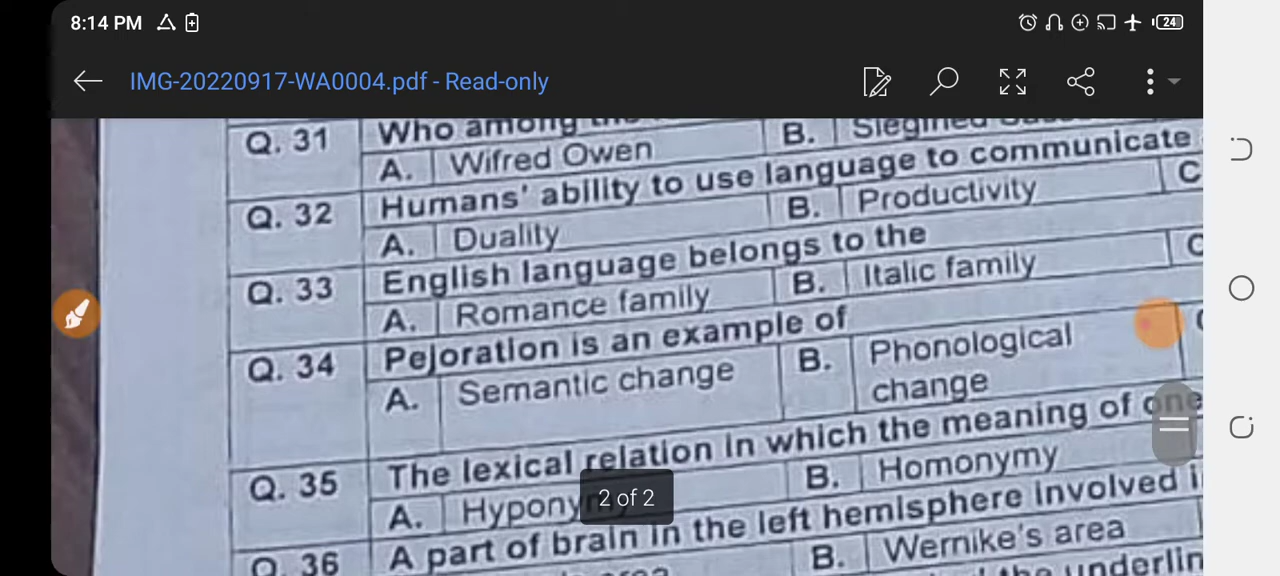 8:14 PM
24
IMG-20220917-WA0004.pdf - Read-only
Q. 31 Who among
A. Wifred Owen B.
Q. 32 Humans' ability to use language to communicate
A. Duality B. Productivity C
Q. 33 English language belongs to the
A. Romance family B. Italic family C
Q. 34 Pejoration is an example of
A. Semantic change B. Phonological change
Q. 35 The lexical relation in which the meaning of one
A. B. Homonymy
2 of 2
Q. 36 A part of brain in the left hemisphere involved
B. Wernike's area
the underlin